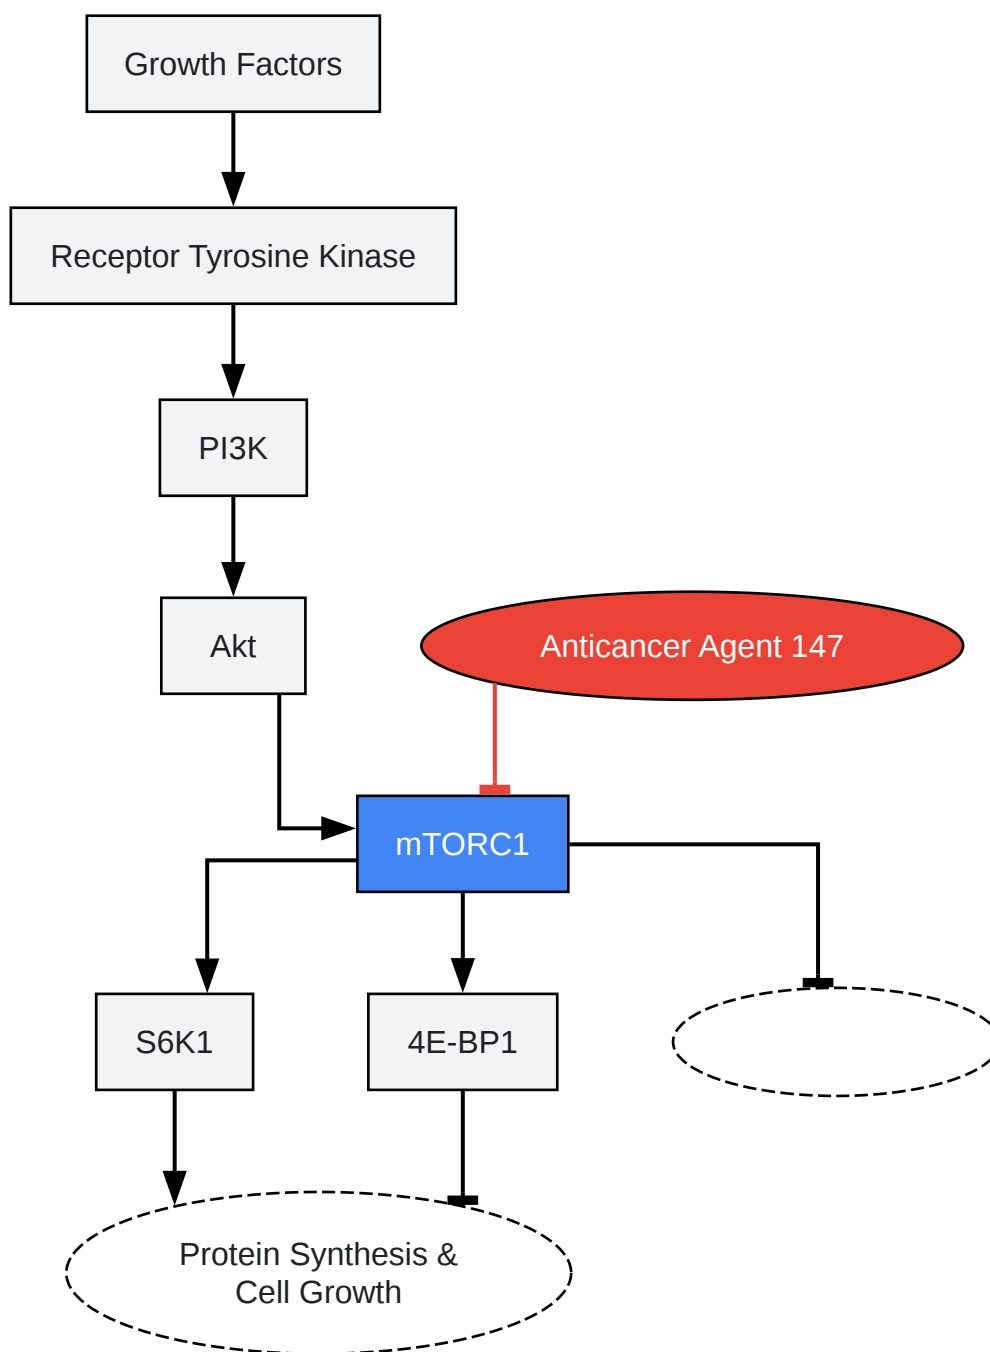 Growth Factors
Receptor Tyrosine Kinase
PI3K
Akt
Anticancer Agent 147
mTORC1
S6K1
4E-BP1
Protein Synthesis &
Cell Growth